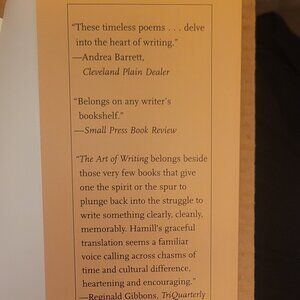 “These timeless poems . . . delve
into the heart of writing.”
—Andrea Barrett,
Cleveland Plain Dealer
“Belongs on any writer’s
bookshelf.”
—Small Press Book Review
“The Art of Writing belongs beside
those very few books that give
one the spirit or the spur to
plunge back into the struggle to
write something clearly, cleanly,
memorably. Hamill’s graceful
translation seems a familiar
voice calling across chasms of
time and cultural difference,
heartening and encouraging.”
—Reginald Gibbons, TriQuarterly